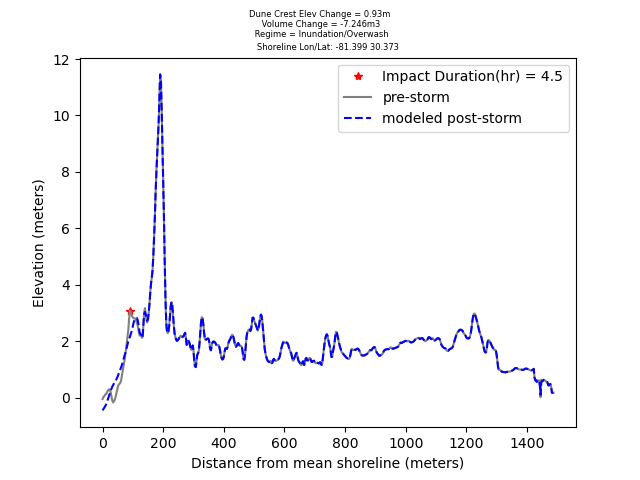 Dune Crest Elev Change = 0.93m
Volume Change = -7.246m3
Regime = Inundation/Overwash
Shoreline Lon/Lat: -81.399 30.373
Impact Duration(hr) = 4.5
pre-storm
modeled post-storm
12
10
8
6
4
2
0
Elevation (meters)
0 200 400 600 800 1000 1200 1400
Distance from mean shoreline (meters)